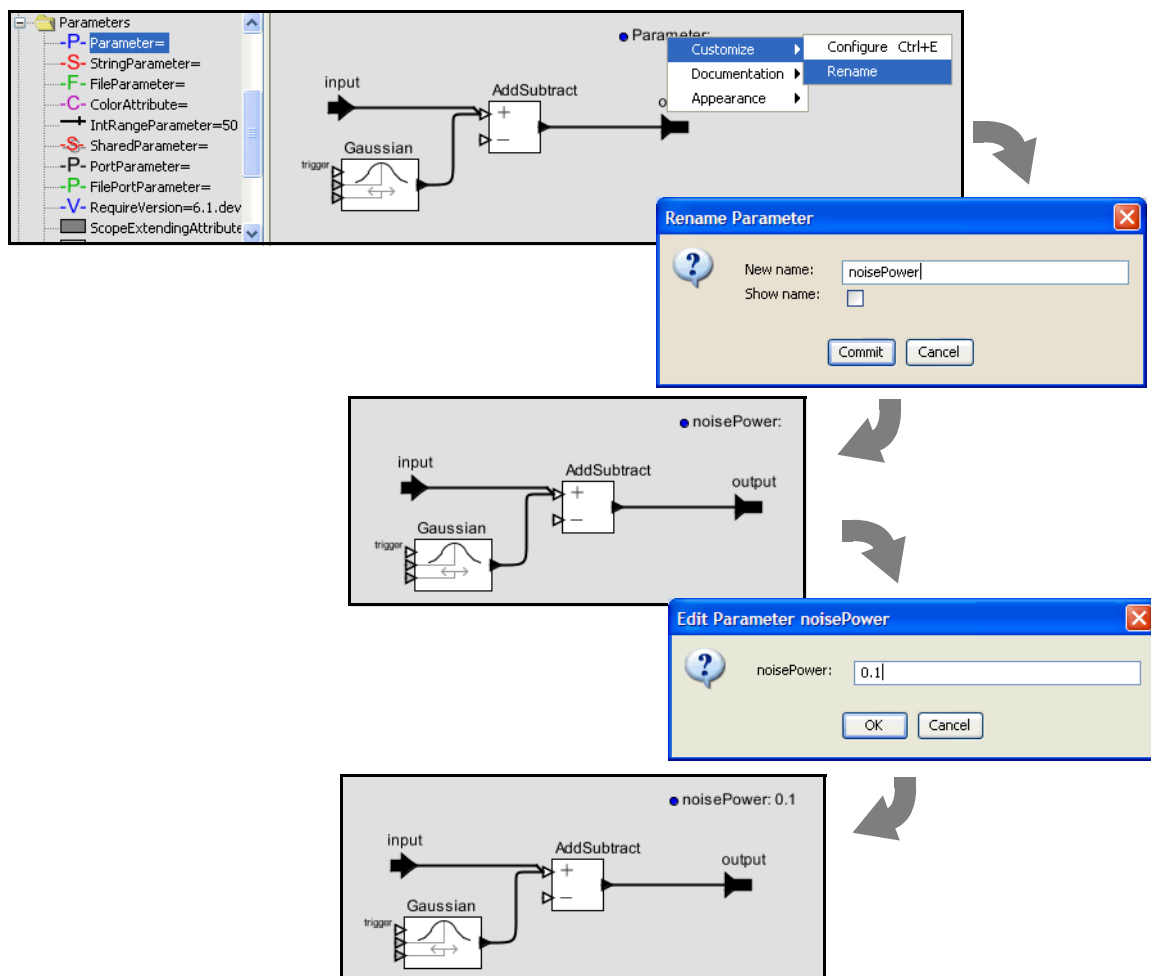 Parameters
-P- Parameter=
-S- StringParameter=
-F- FileParameter=
-C- ColorAttribute=
IntRangeParameter=50
-S- SharedParameter=
-P- PortParameter=
-P- FilePortParameter=
-V- RequireVersion=6.1.dev
ScopeExtendingAttribute
Parameter:
Customize
Documentation
Appearance
Configure Ctrl+E
Rename
input
AddSubtract
+
−
Gaussian
trigger
Rename Parameter
?
New name: noisePower
Show name:
Commit Cancel
noisePower:
input
AddSubtract
output
+
−
Gaussian
trigger
Edit Parameter noisePower
?
noisePower: 0.1
OK Cancel
noisePower: 0.1
input
AddSubtract
output
+
−
Gaussian
trigger